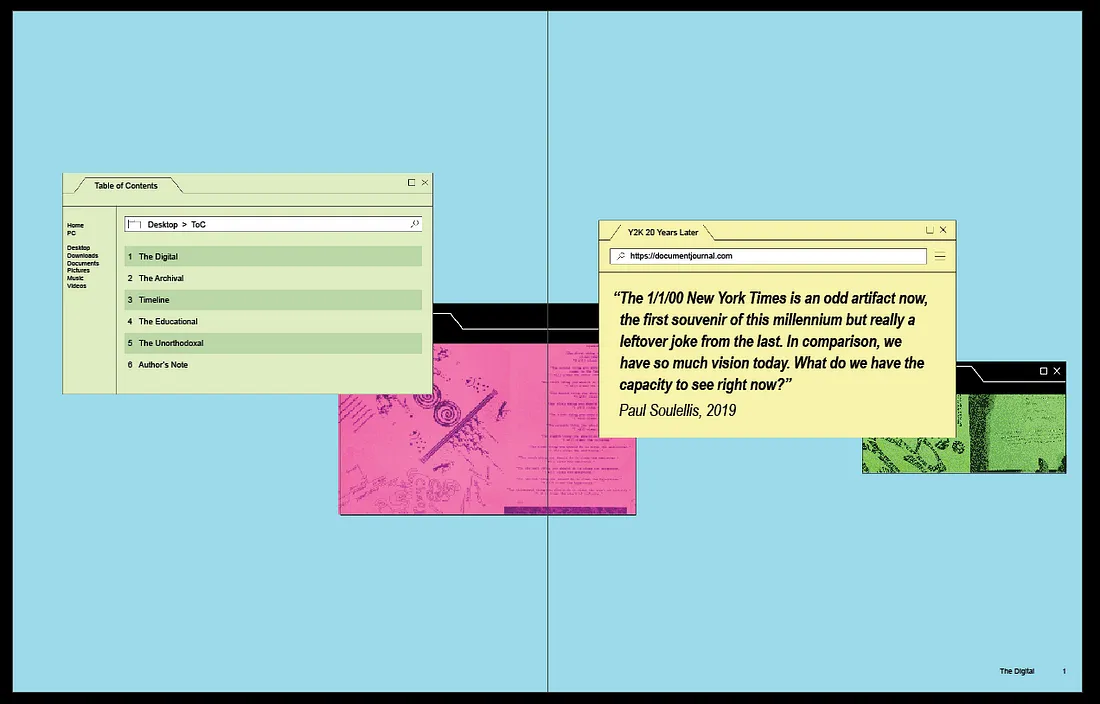 Table of Contents
Home
PC
Desktop
Downloads
Documents
Pictures
Music
Videos
Desktop > ToC
1 The Digital
2 The Archival
3 Timeline
4 The Educational
5 The Unorthodoxal
6 Author's Note
Y2K 20 Years Later
https://documentjournal.com
“The 1/1/00 New York Times is an odd artifact now,
the first souvenir of this millennium but really a
leftover joke from the last. In comparison, we
have so much vision today. What do we have the
capacity to see right now?”
Paul Soulellis, 2019
The Digital 1